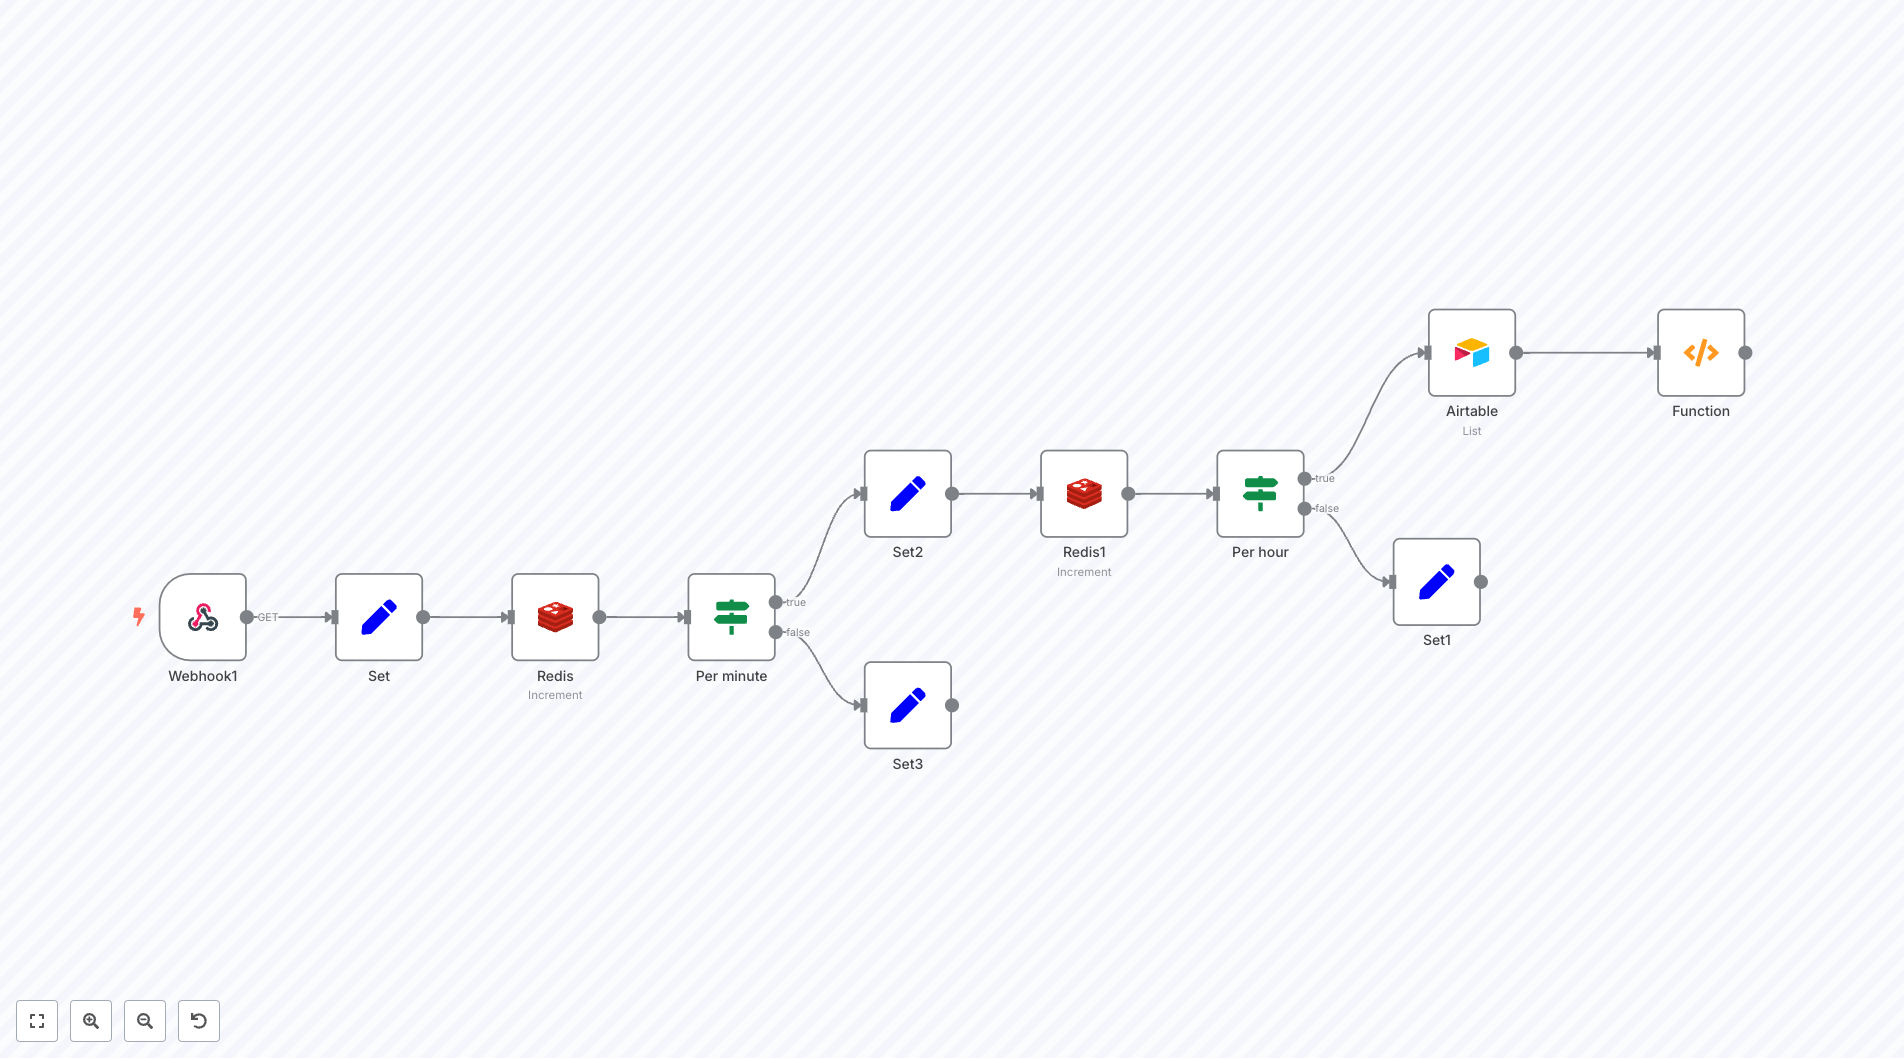 Airtable
List
Function
true
false
Set2
Redis1
Increment
Per hour
GET
true
false
Set1
Webhook1
Set
Redis
Increment
Per minute
Set3